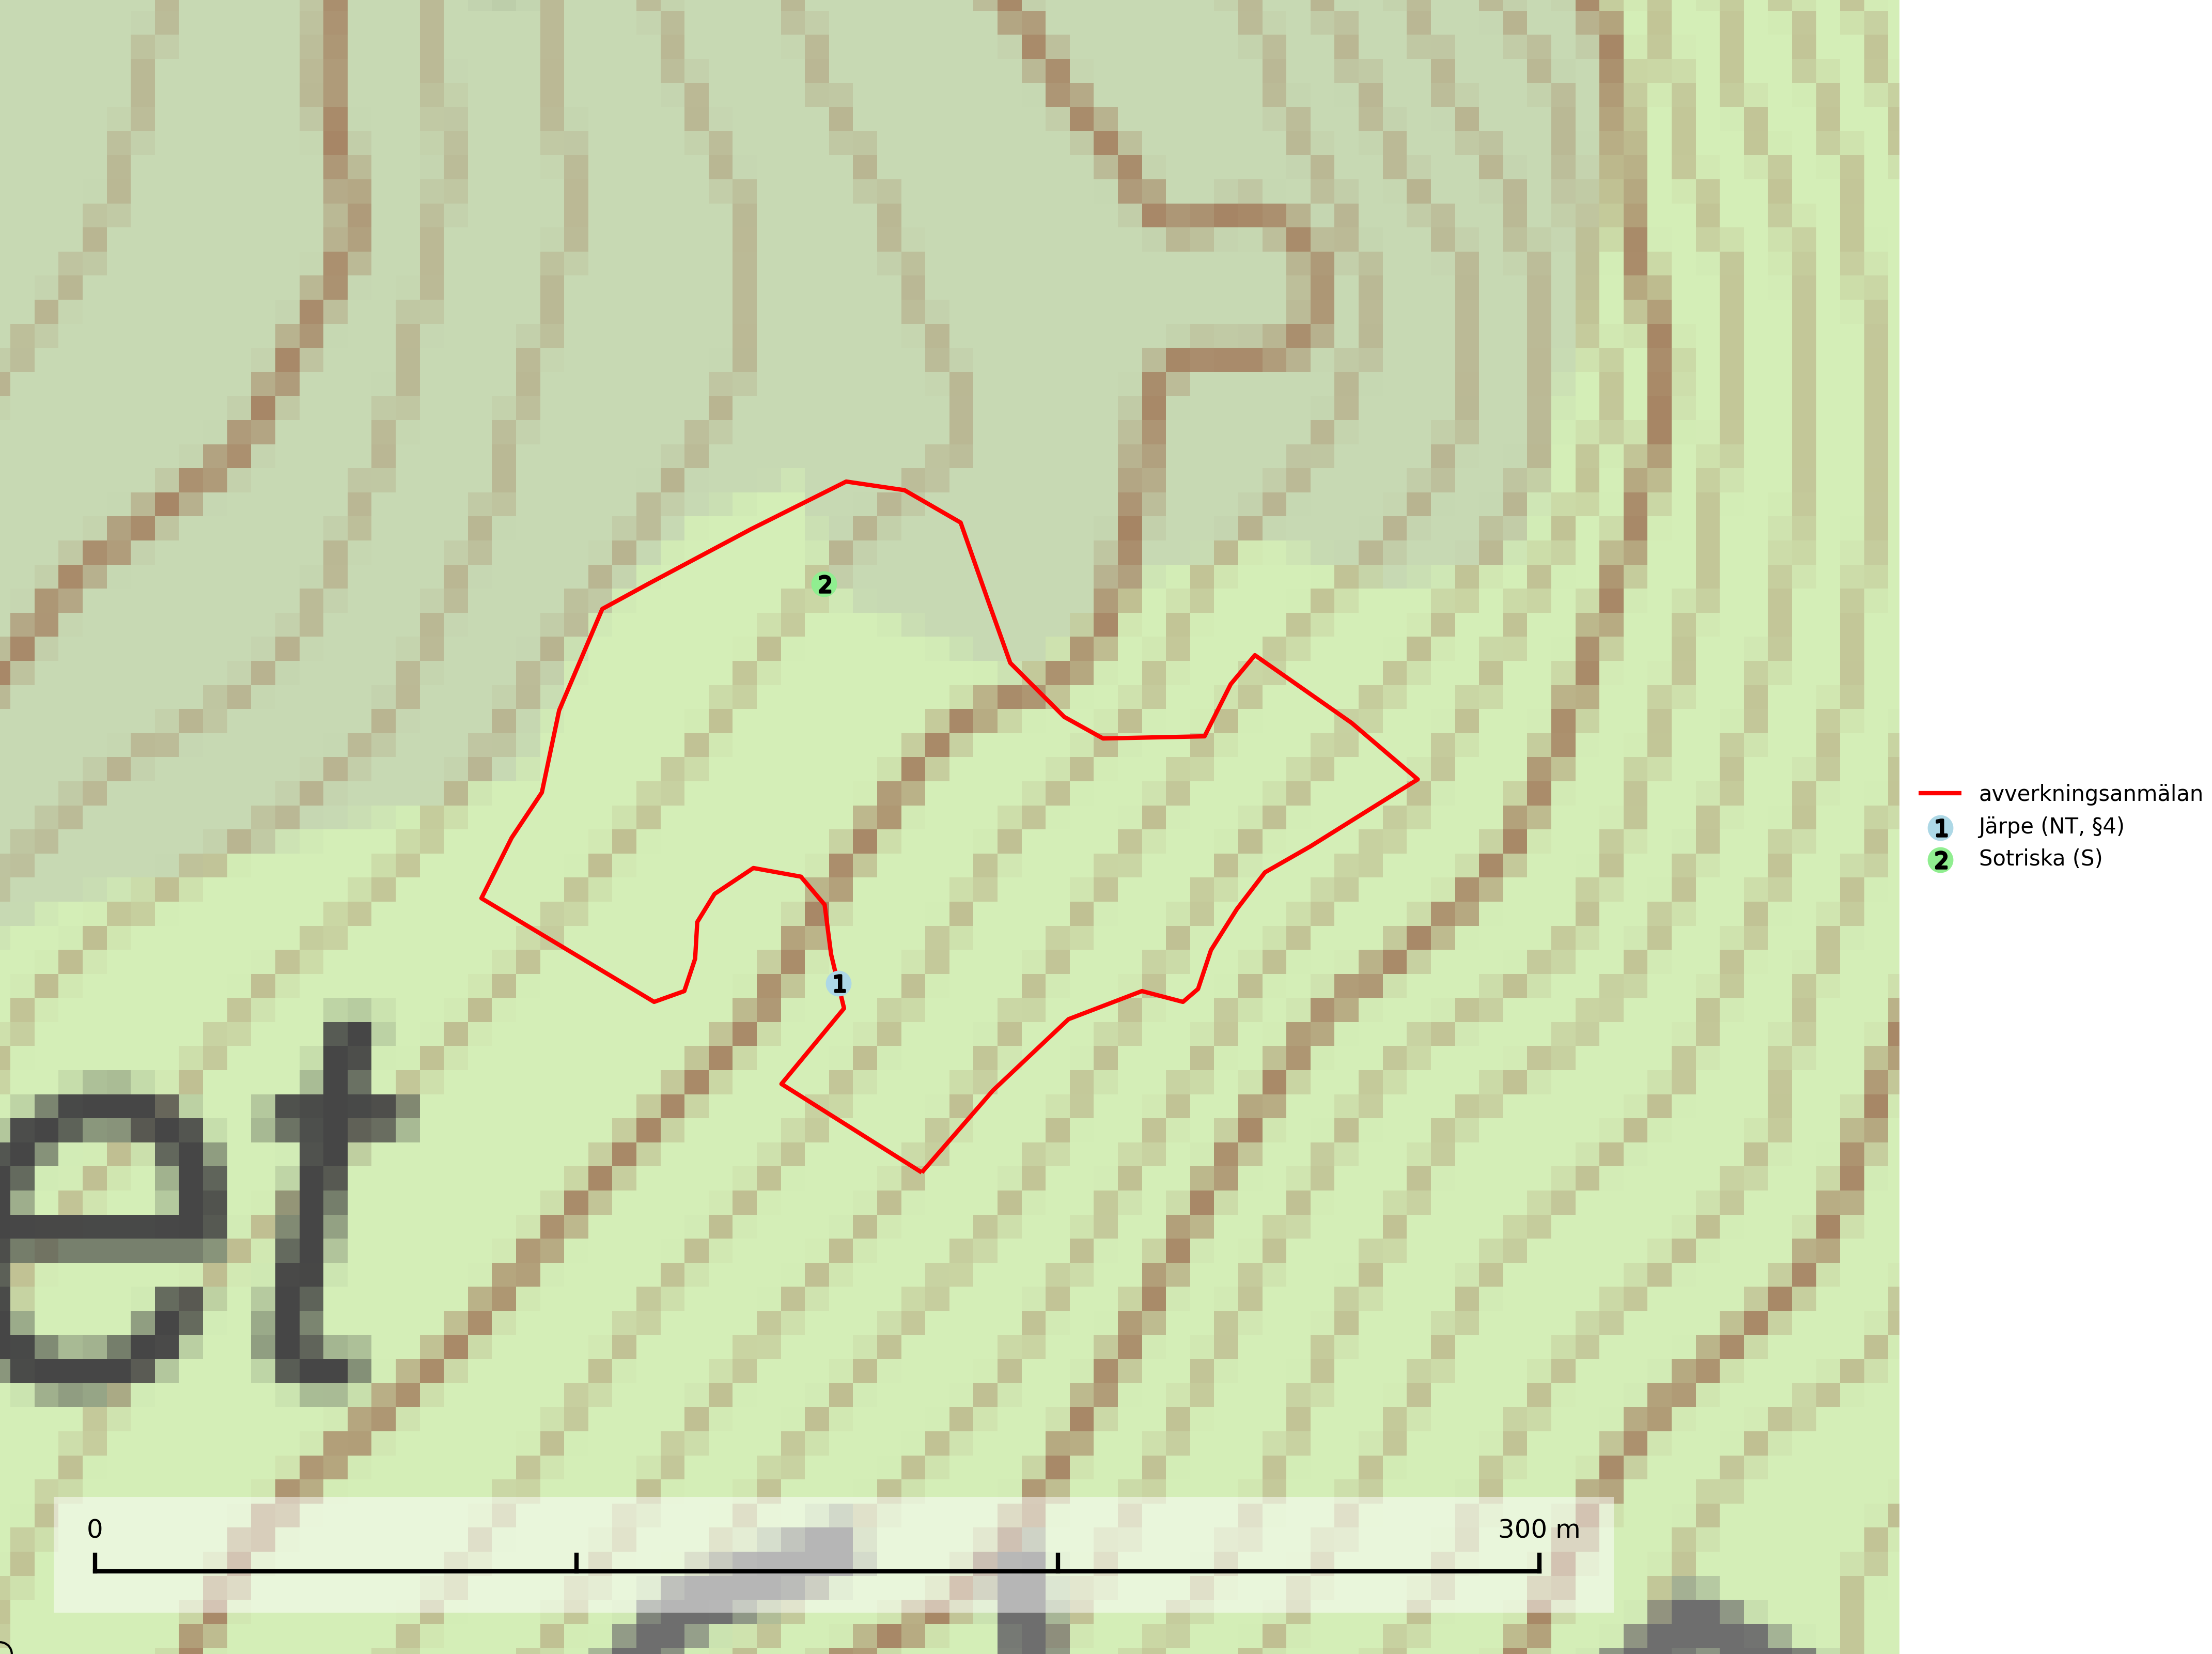 2
1
avverkningsanmälan
1 Järpe (NT, §4)
2 Sotriska (S)
et
0 300 m